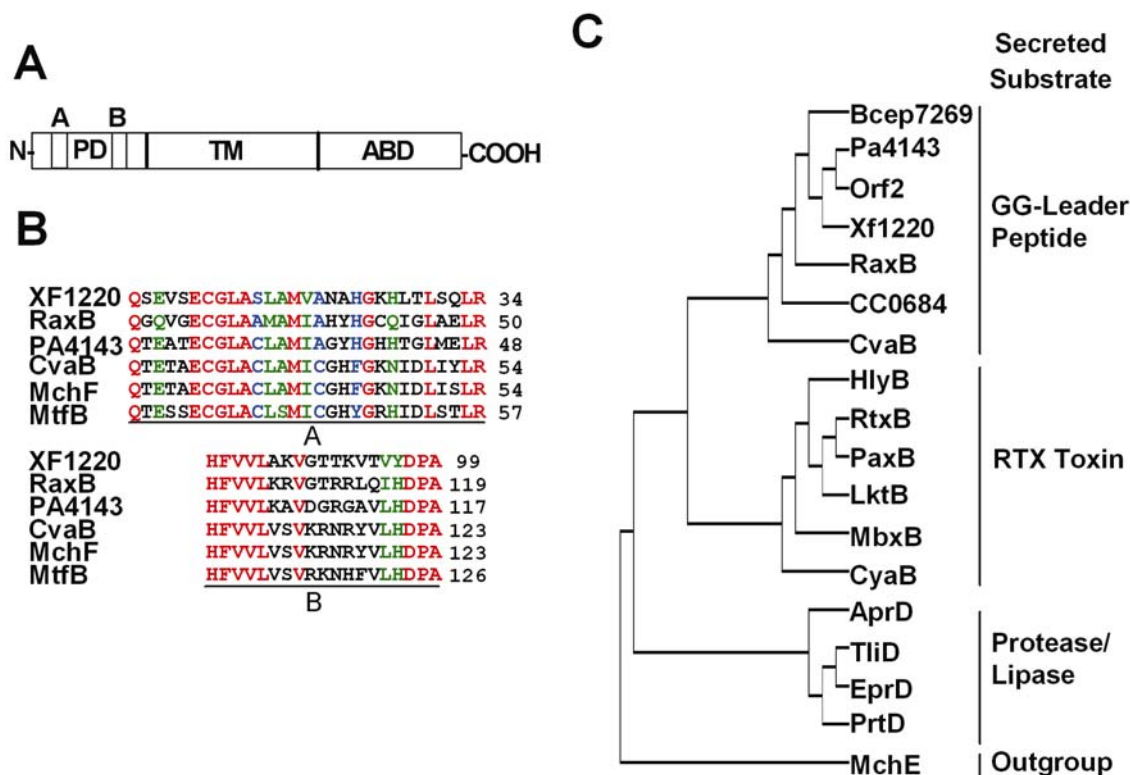 A
A B
N- PD TM ABD -COOH
B
XF1220 QSEVSECGLASLAMVANAHGKHLTLSQLR 34
RaxB QGQVGECGLAAMAMIAHYHGCQIGLAELR 50
PA4143 QTEATECGLACLAMIAGYHGHHTGLMELR 48
CvaB QTETAECGLACLAMICGHFGKNIDLIYLR 54
MchF QTETAECGLACLAMICGHFGKNIDLISLR 54
MtfB QTESSECGLACLSMICGHYGRHIDLSTLR 57
A
XF1220 HFVVLAKVGTTKVTVYDPA 99
RaxB HFVVLKRVGTRRLQIHDPA 119
PA4143 HFVVLKAVDGRGAVLHDPA 117
CvaB HFVVLVSVKRNRYVLHDPA 123
MchF HFVVLVSVKRNRYVLHDPA 123
MtfB HFVVLVSVRKNHFVLHDPA 126
B
C
Secreted
Substrate
Bcep7269
Pa4143
Orf2
Xf1220
RaxB
CC0684
CvaB
GG-Leader
Peptide
HlyB
RtxB
PaxB
LktB
MbxB
CyaB
RTX Toxin
AprD
TliD
EprD
PrtD
Protease/
Lipase
MchE
Outgroup